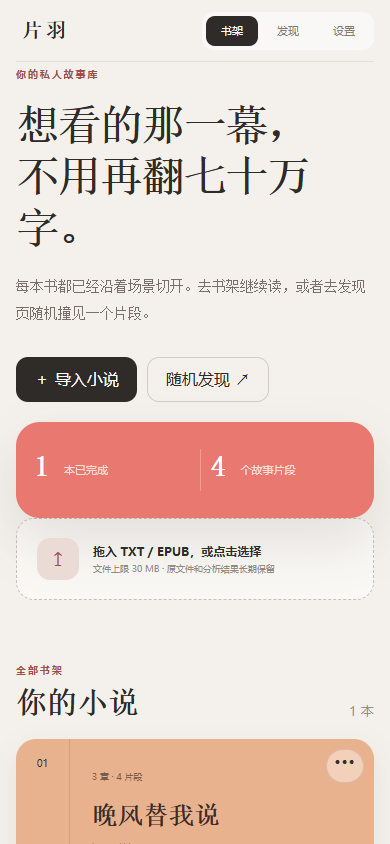 片羽
书架 发现 设置
你的私人故事库
想看的那一幕，
不用再翻七十万
字。
每本书都已经沿着场景切开。去书架继续读，或者去发现
页随机撞见一个片段。
+ 导入小说 随机发现 ↗
1 本已完成 4 个故事片段
↥ 拖入 TXT / EPUB，或点击选择
文件上限 30 MB · 原文件和分析结果长期保留
全部书架
你的小说 1 本
01 •••
3 章 · 4 片段
晚风替我说